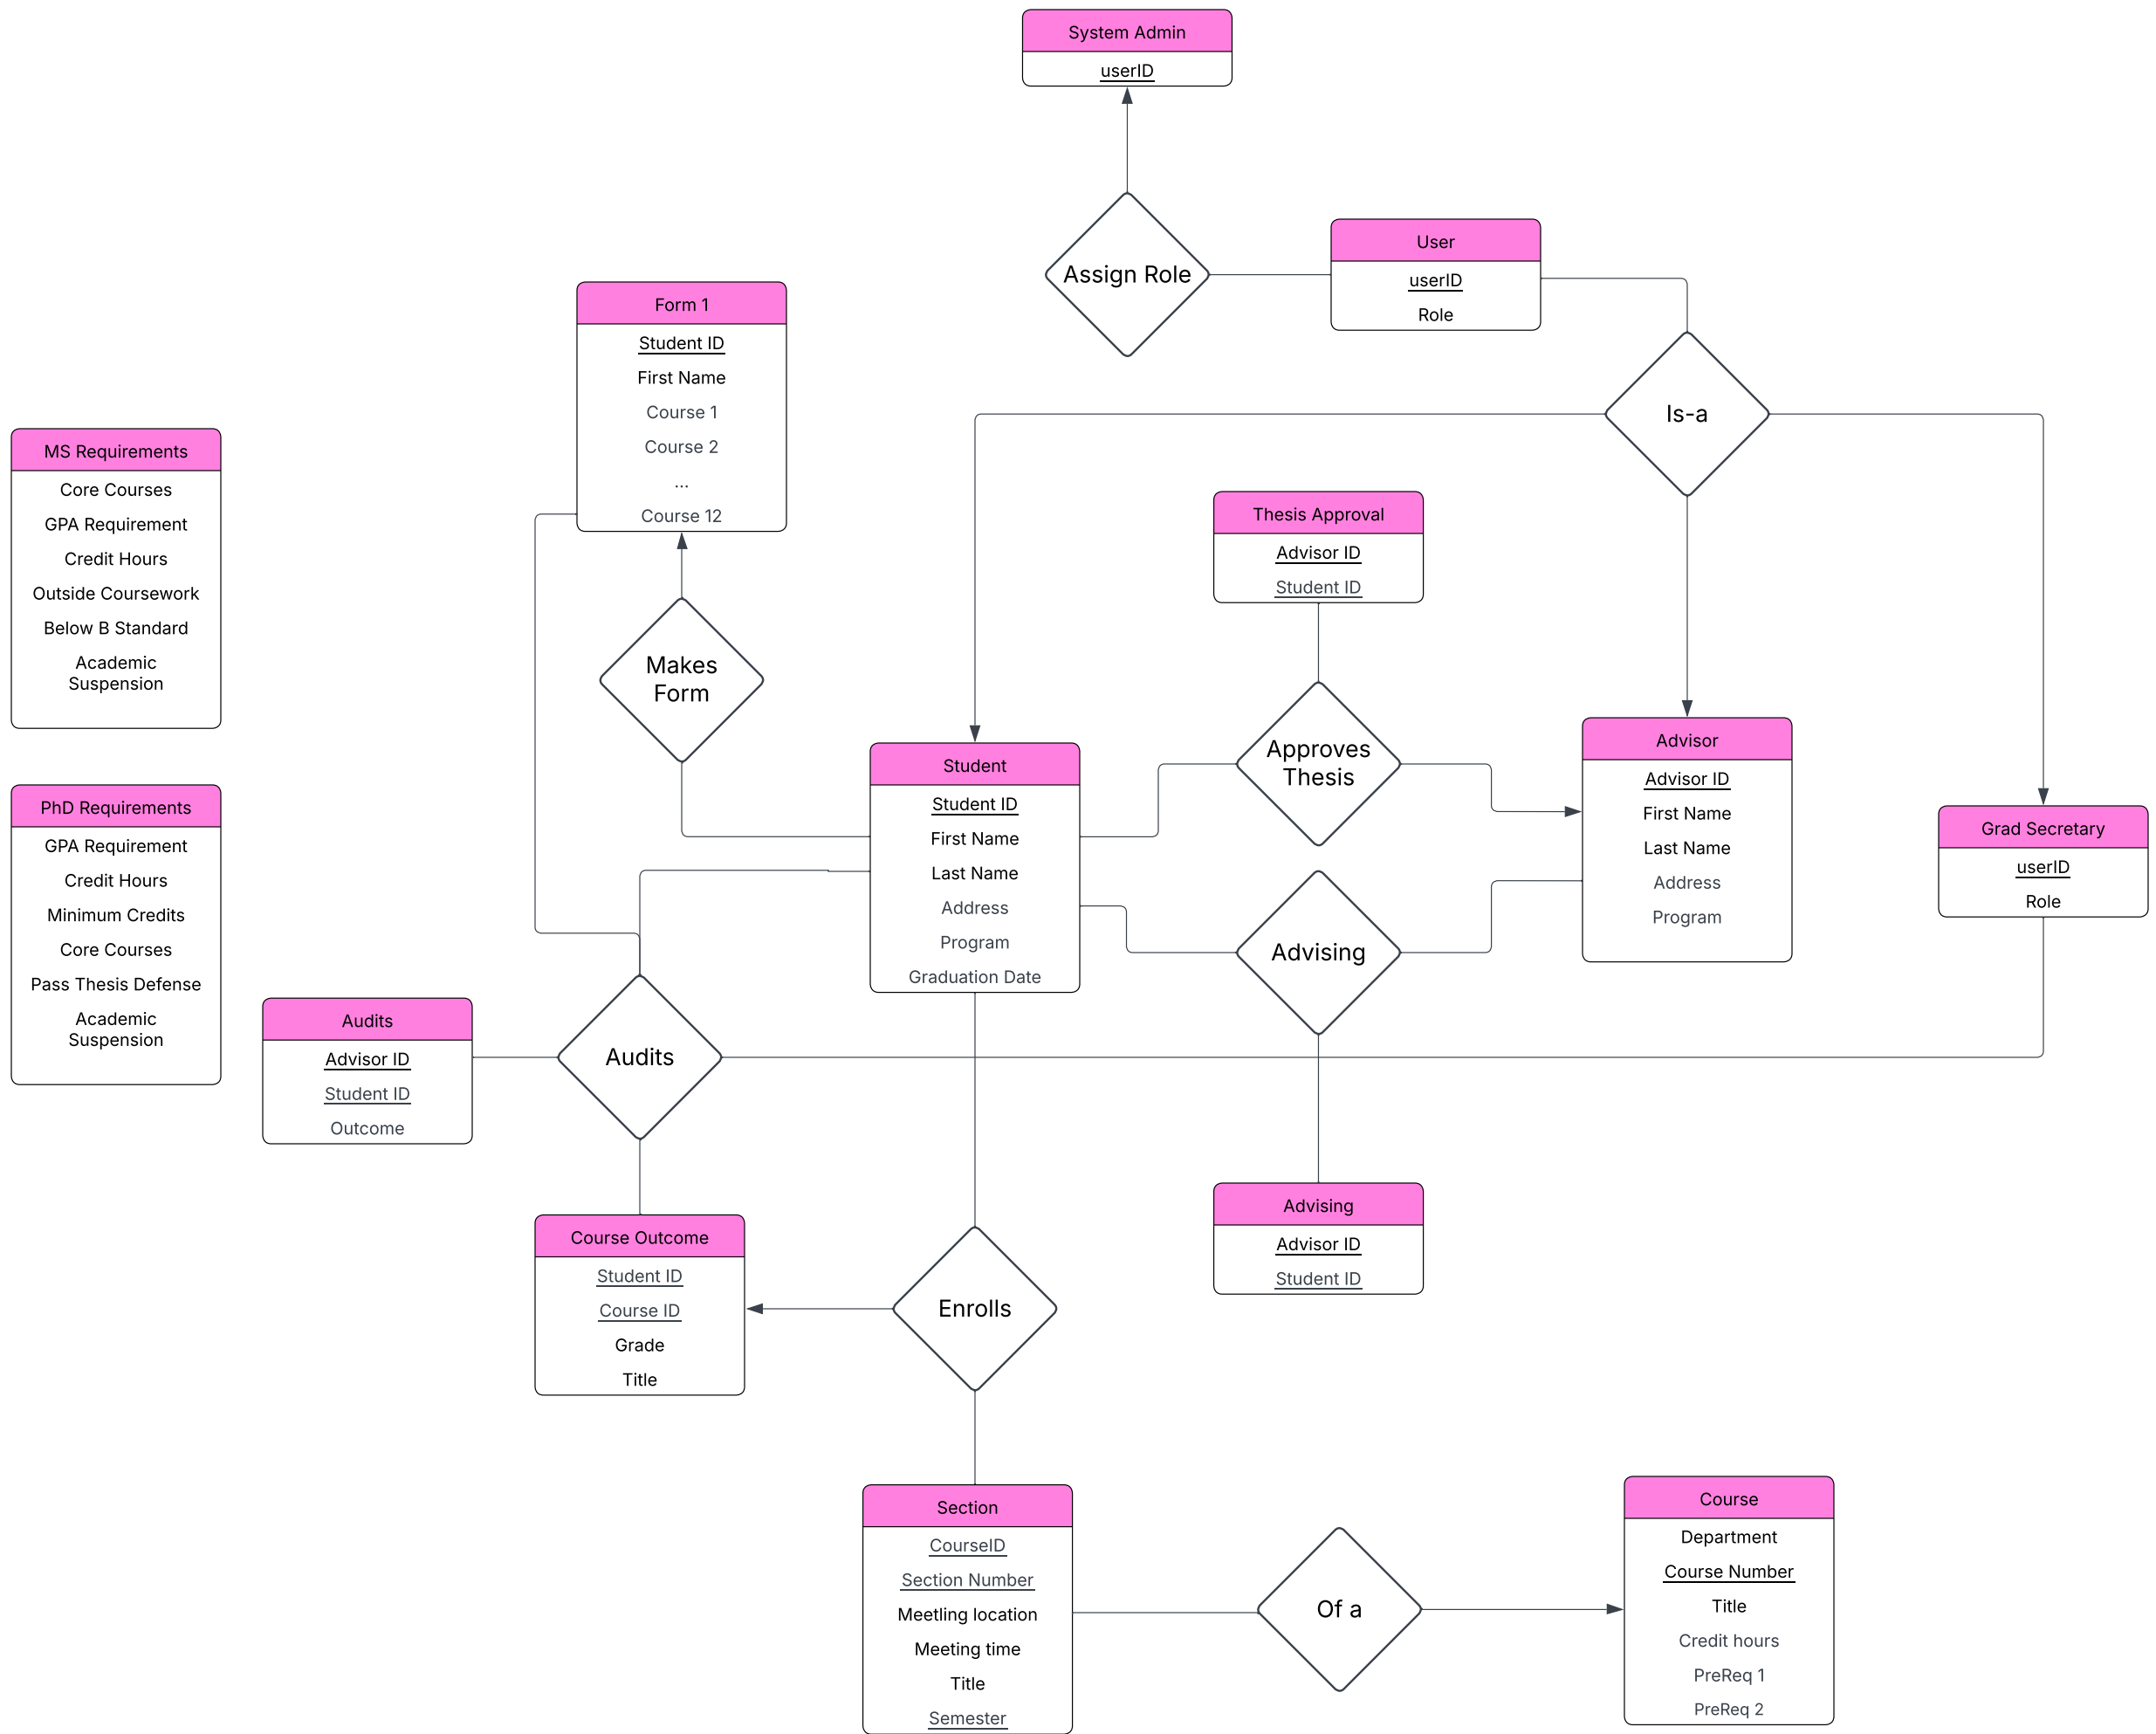 System Admin
userID
Assign Role
User
userID
Role
Is-a
Form 1
Student ID
First Name
Course 1
Course 2
...
Course 12
MS Requirements
Core Courses
GPA Requirement
Credit Hours
Outside Coursework
Below B Standard
Academic
Suspension
Thesis Approval
Advisor ID
Student ID
Makes
Form
Approves
Thesis
Student
Student ID
First Name
Last Name
Address
Program
Graduation Date
Advisor
Advisor ID
First Name
Last Name
Address
Program
Grad Secretary
userID
Role
PhD Requirements
GPA Requirement
Credit Hours
Minimum Credits
Core Courses
Pass Thesis Defense
Academic
Suspension
Advising
Audits
Advisor ID
Student ID
Outcome
Audits
Advising
Advisor ID
Student ID
Course Outcome
Student ID
Course ID
Grade
Title
Enrolls
Section
CourseID
Section Number
Meetling location
Meeting time
Title
Semester
Of a
Course
Department
Course Number
Title
Credit hours
PreReq 1
PreReq 2